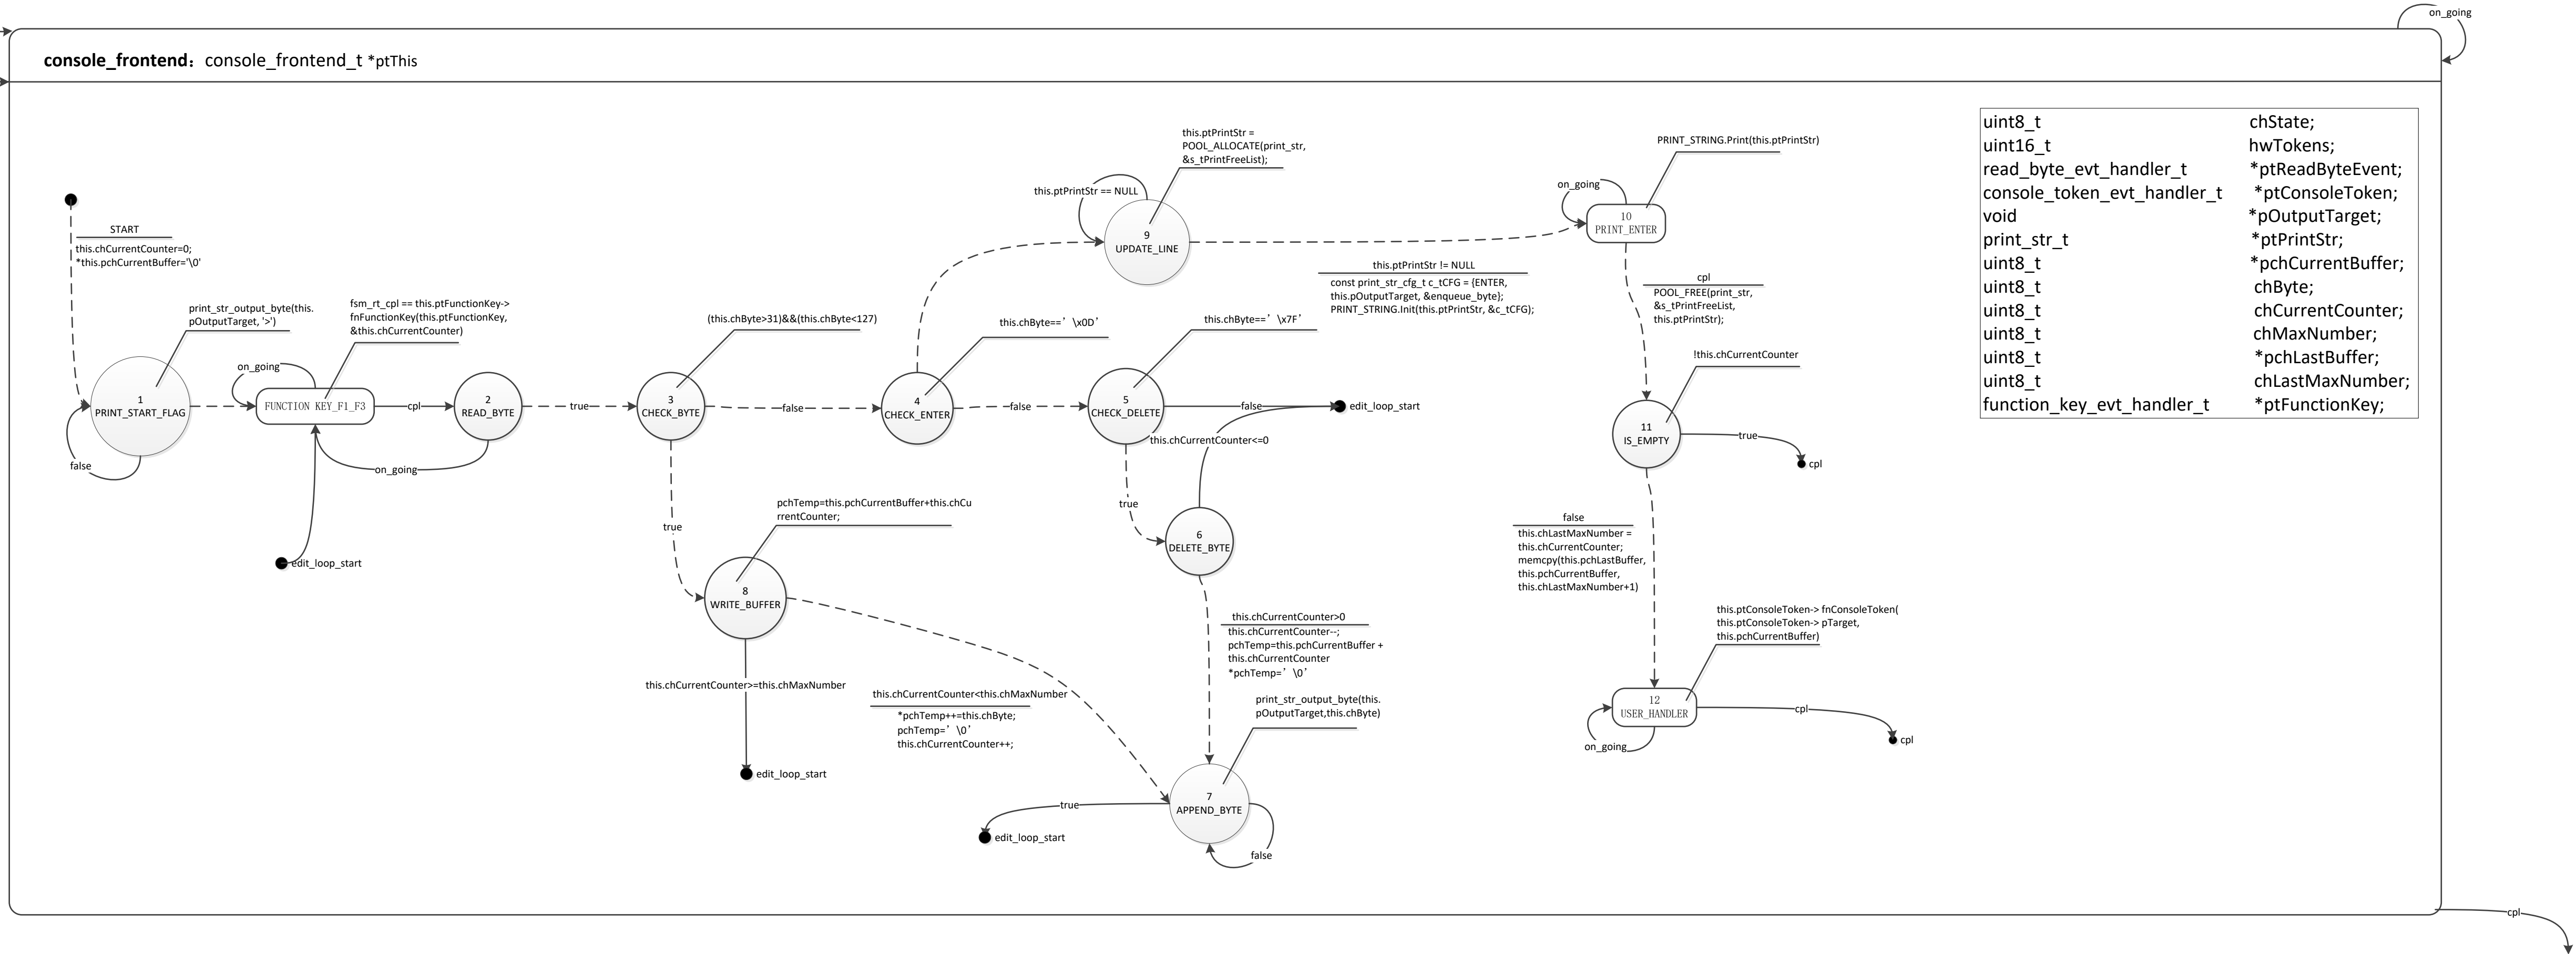 on_going
console_frontend：console_frontend_t *ptThis
uint8_t chState;
uint16_t hwTokens;
read_byte_evt_handler_t *ptReadByteEvent;
console_token_evt_handler_t *ptConsoleToken;
void *pOutputTarget;
print_str_t *ptPrintStr;
uint8_t *pchCurrentBuffer;
uint8_t chByte;
uint8_t chCurrentCounter;
uint8_t chMaxNumber;
uint8_t *pchLastBuffer;
uint8_t chLastMaxNumber;
function_key_evt_handler_t *ptFunctionKey;
START
this.chCurrentCounter=0;
*this.pchCurrentBuffer='\0'
print_str_output_byte(this.
pOutputTarget, '>')
1
PRINT_START_FLAG
false
fsm_rt_cpl == this.ptFunctionKey->
fnFunctionKey(this.ptFunctionKey,
&this.chCurrentCounter)
on_going
FUNCTION KEY_F1_F3
cpl
2
READ_BYTE
on_going
edit_loop_start
true
(this.chByte>31)&&(this.chByte<127)
3
CHECK_BYTE
false
true
this.chByte==’\x0D’
4
CHECK_ENTER
false
this.chByte==’\x7F’
5
CHECK_DELETE
false
edit_loop_start
this.chCurrentCounter<=0
true
6
DELETE_BYTE
pchTemp=this.pchCurrentBuffer+this.chCu
rrentCounter;
8
WRITE_BUFFER
this.chCurrentCounter>=this.chMaxNumber
edit_loop_start
this.chCurrentCounter<this.chMaxNumber
*pchTemp++=this.chByte;
pchTemp=’\0’
this.chCurrentCounter++;
this.chCurrentCounter>0
this.chCurrentCounter--;
pchTemp=this.pchCurrentBuffer +
this.chCurrentCounter
*pchTemp=’\0’
print_str_output_byte(this.
pOutputTarget,this.chByte)
7
APPEND_BYTE
true
edit_loop_start
false
this.ptPrintStr =
POOL_ALLOCATE(print_str,
&s_tPrintFreeList);
this.ptPrintStr == NULL
9
UPDATE_LINE
this.ptPrintStr != NULL
const print_str_cfg_t c_tCFG = {ENTER,
this.pOutputTarget, &enqueue_byte};
PRINT_STRING.Init(this.ptPrintStr, &c_tCFG);
PRINT_STRING.Print(this.ptPrintStr)
on_going
10
PRINT_ENTER
cpl
POOL_FREE(print_str,
&s_tPrintFreeList,
this.ptPrintStr);
!this.chCurrentCounter
11
IS_EMPTY
true
cpl
false
this.chLastMaxNumber =
this.chCurrentCounter;
memcpy(this.pchLastBuffer,
this.pchCurrentBuffer,
this.chLastMaxNumber+1)
this.ptConsoleToken-> fnConsoleToken(
this.ptConsoleToken-> pTarget,
this.pchCurrentBuffer)
12
USER_HANDLER
on_going
cpl
cpl
cpl